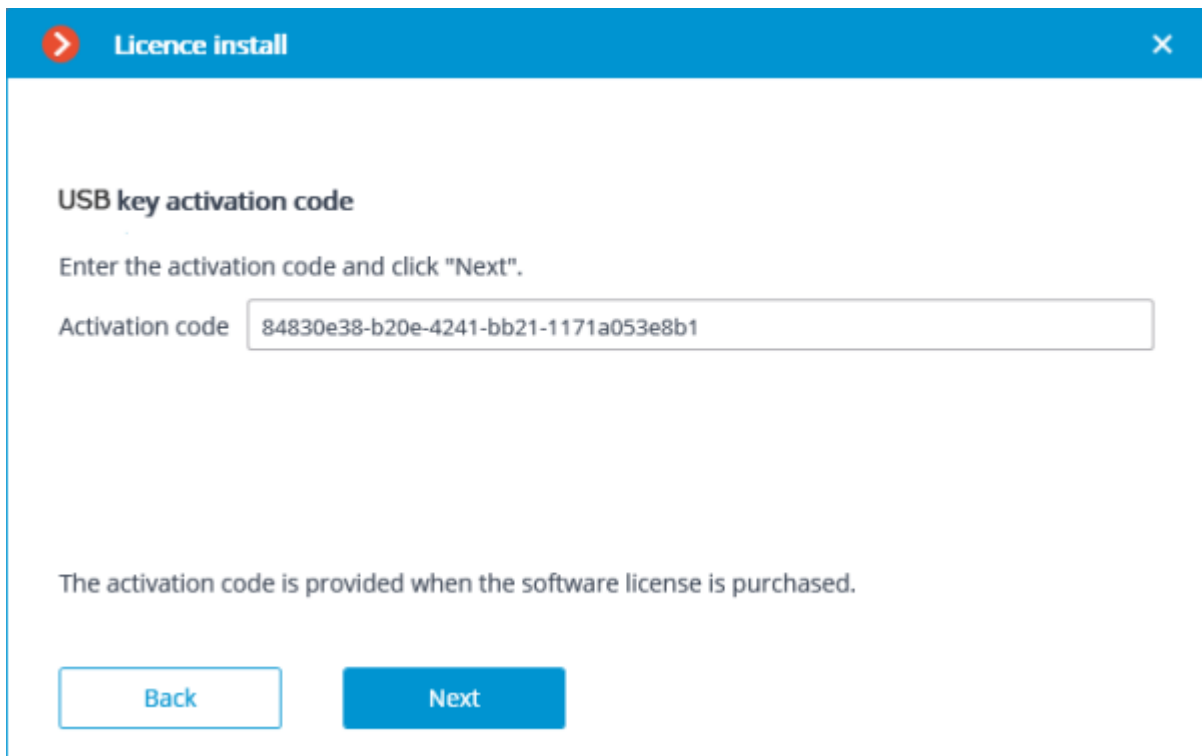 Licence install
USB key activation code
Enter the activation code and click "Next".
Activation code 84830e38-b20e-4241-bb21-1171a053e8b1
The activation code is provided when the software license is purchased.
Back Next